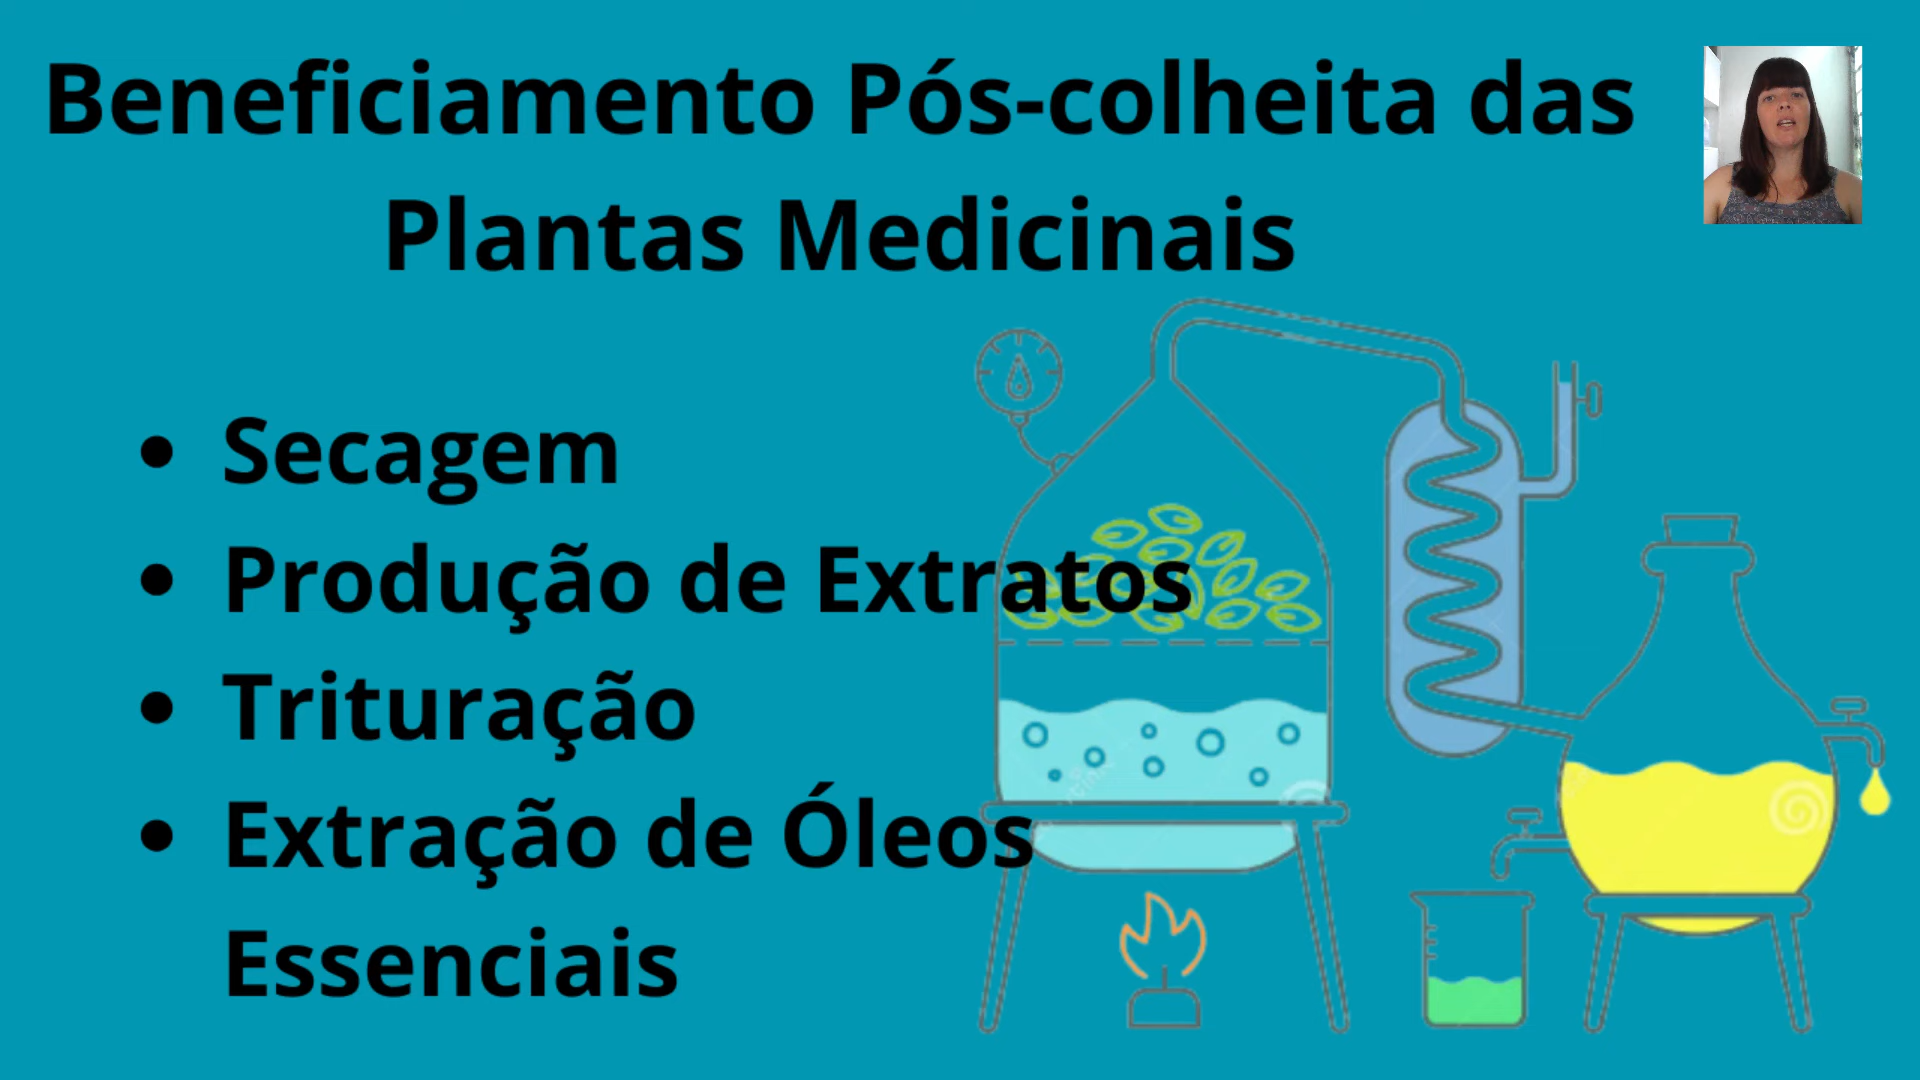 Beneficiamento Pós-colheita das
Plantas Medicinais
• Secagem
• Produção de Extratos
• Trituração
• Extração de Óleos
Essenciais